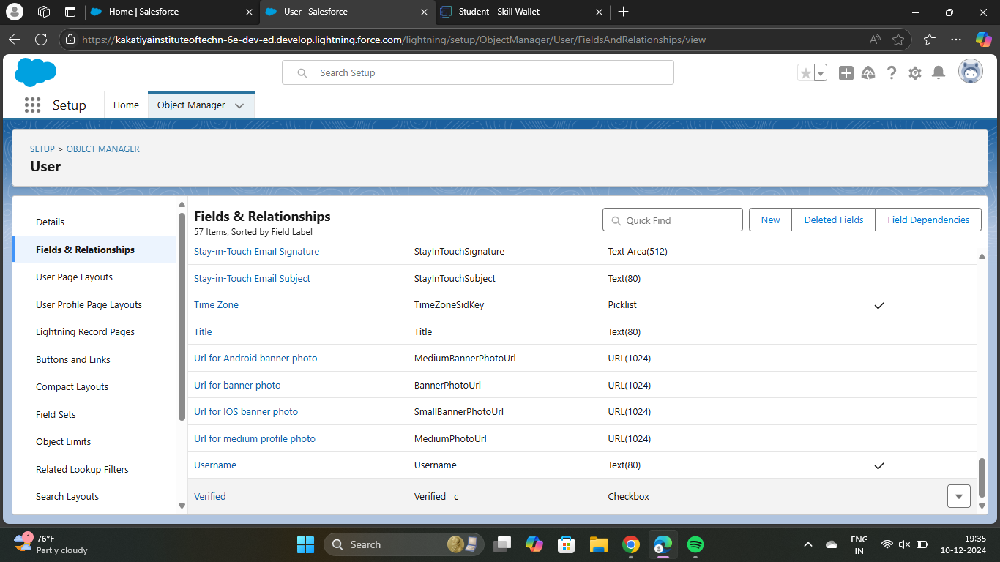 Home | Salesforce
User | Salesforce
Student - Skill Wallet
https://kakatiyainstituteoftechn-6e-dev-ed.develop.lightning.force.com/lightning/setup/ObjectManager/User/FieldsAndRelationships/view
Search Setup
Setup
Home
Object Manager
SETUP > OBJECT MANAGER
User
Details
Fields & Relationships
User Page Layouts
User Profile Page Layouts
Lightning Record Pages
Buttons and Links
Compact Layouts
Field Sets
Object Limits
Related Lookup Filters
Search Layouts
Fields & Relationships
57 Items, Sorted by Field Label
Quick Find
New
Deleted Fields
Field Dependencies
Stay-in-Touch Email Signature StayInTouchSignature Text Area(512)
Stay-in-Touch Email Subject StayInTouchSubject Text(80)
Time Zone TimeZoneSidKey Picklist
Title Title Text(80)
Url for Android banner photo MediumBannerPhotoUrl URL(1024)
Url for banner photo BannerPhotoUrl URL(1024)
Url for IOS banner photo SmallBannerPhotoUrl URL(1024)
Url for medium profile photo MediumPhotoUrl URL(1024)
Username Username Text(80)
Verified Verified__c Checkbox
1
76°F
Partly cloudy
Search
ENG
IN
19:35
10-12-2024